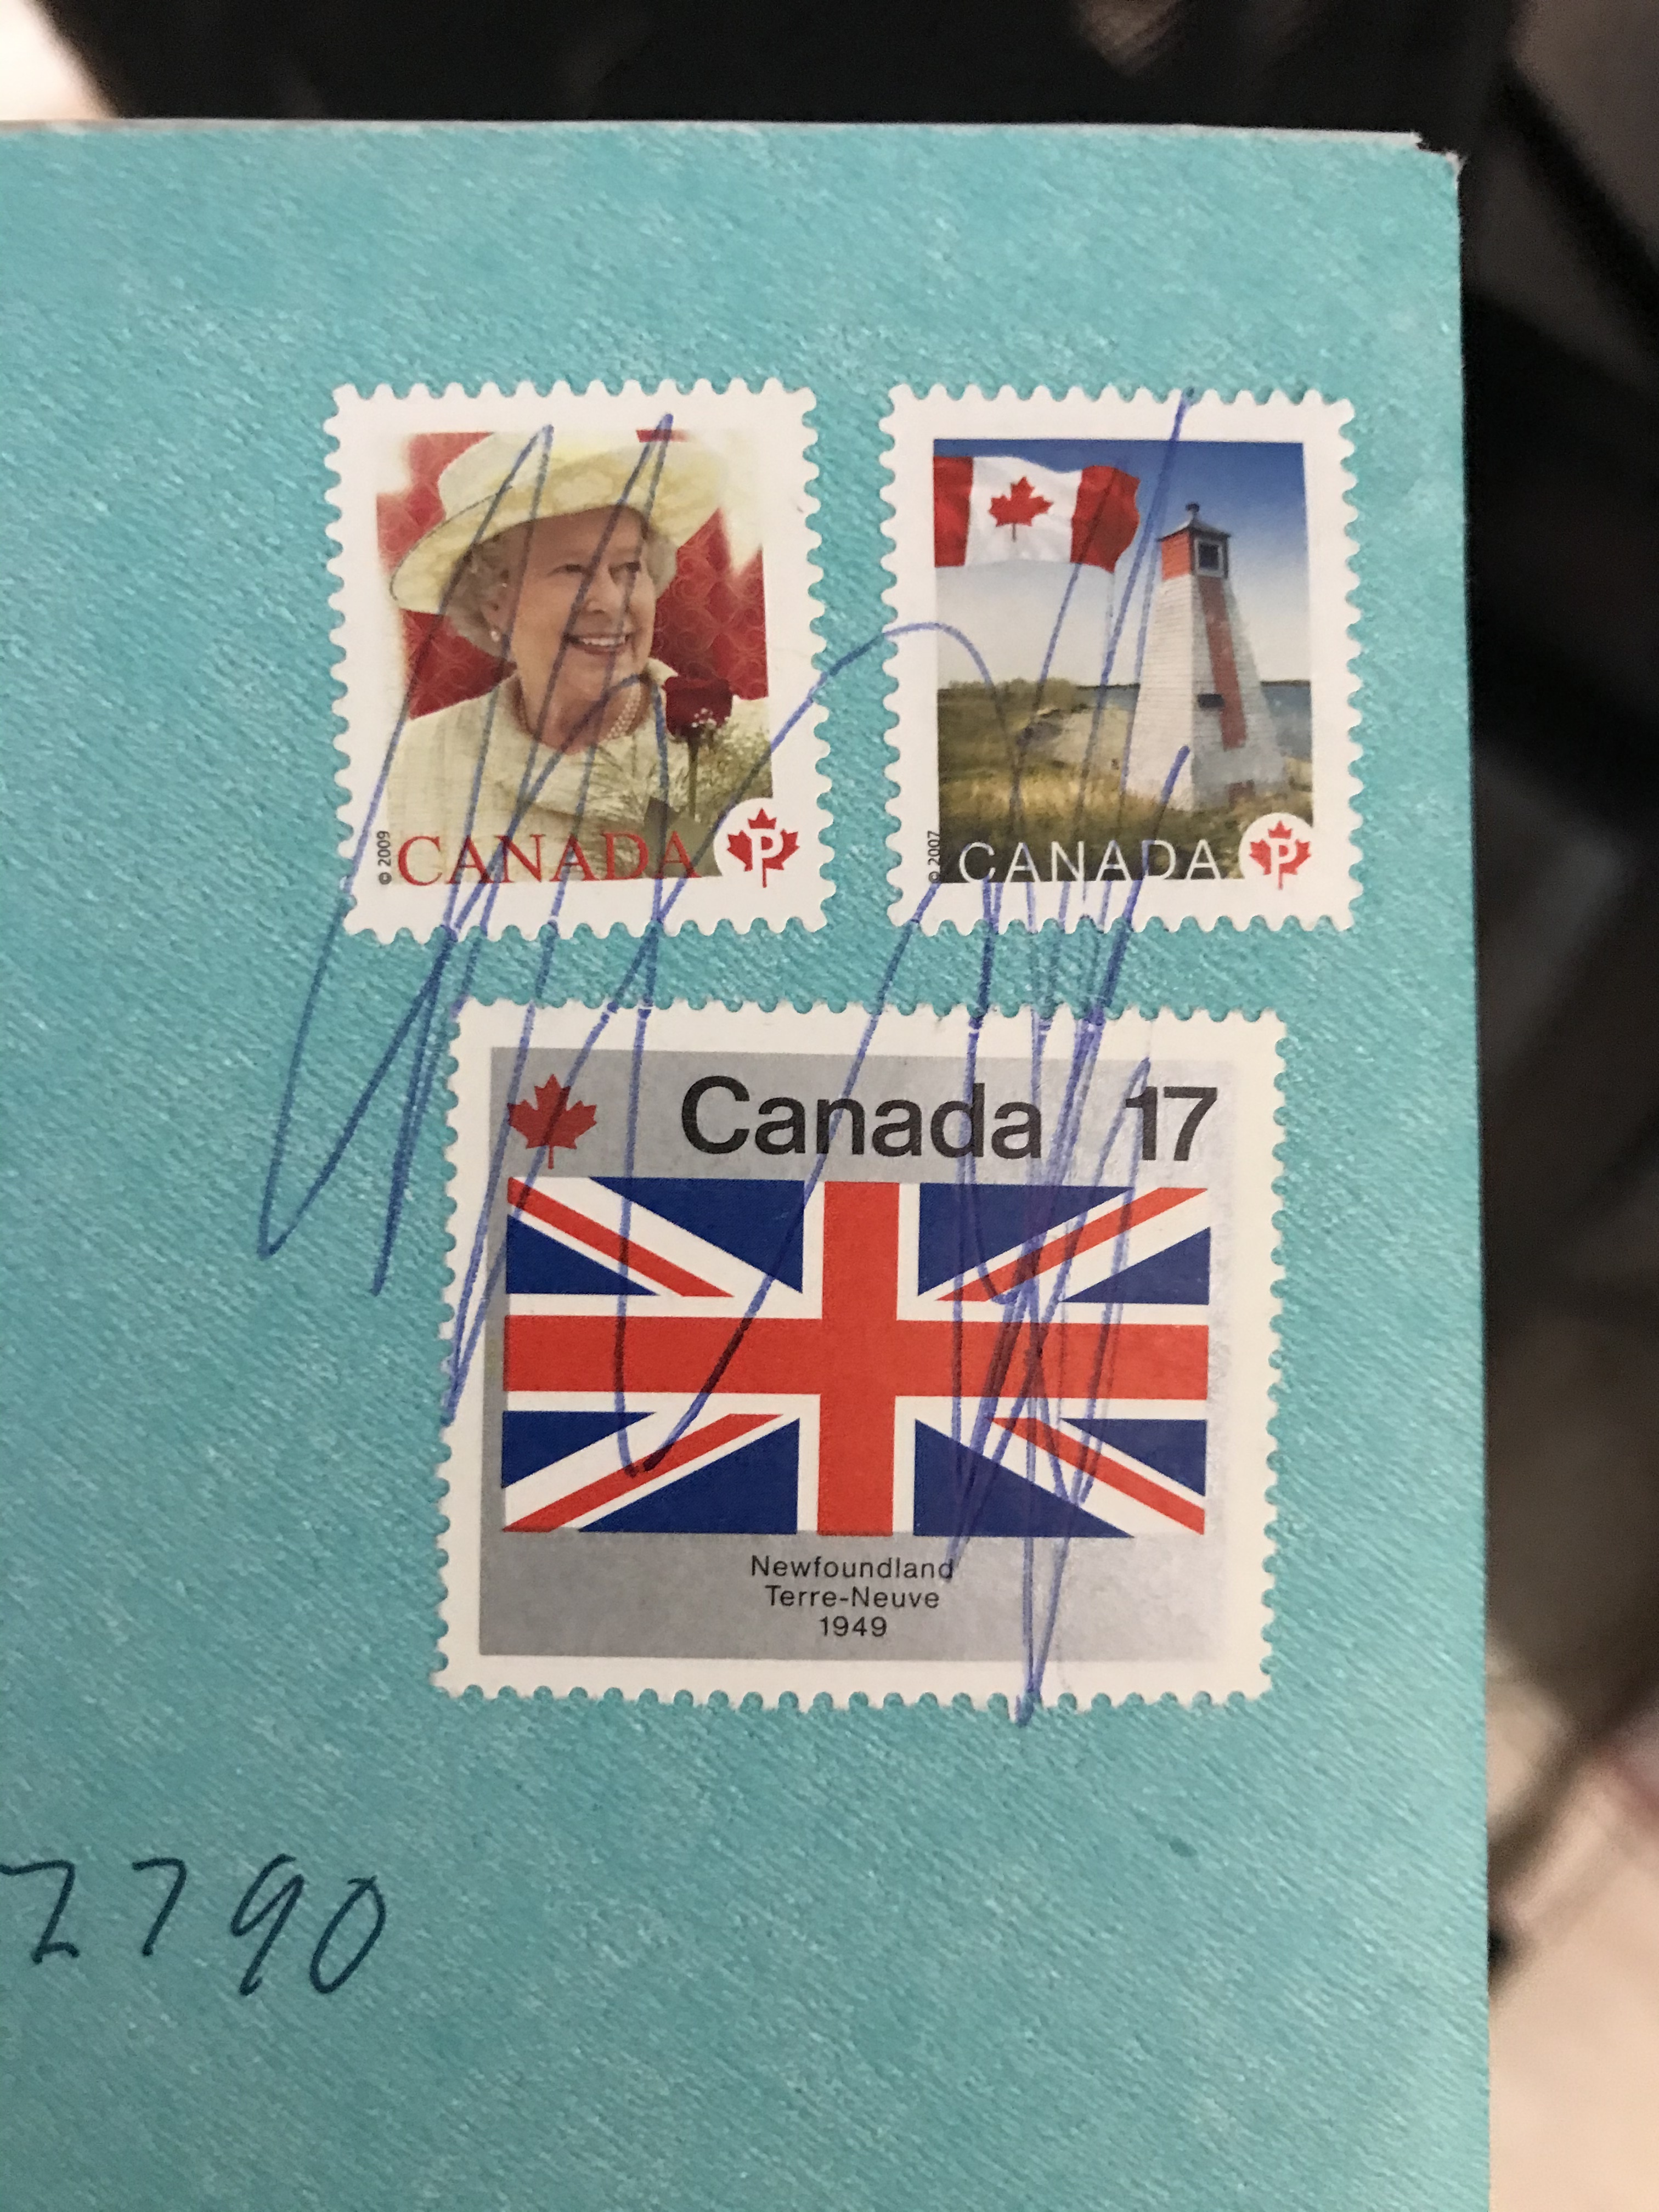 © 2009 CANADA P
© 2007 CANADA P
Canada 17
Newfoundland
Terre-Neuve
1949
2790